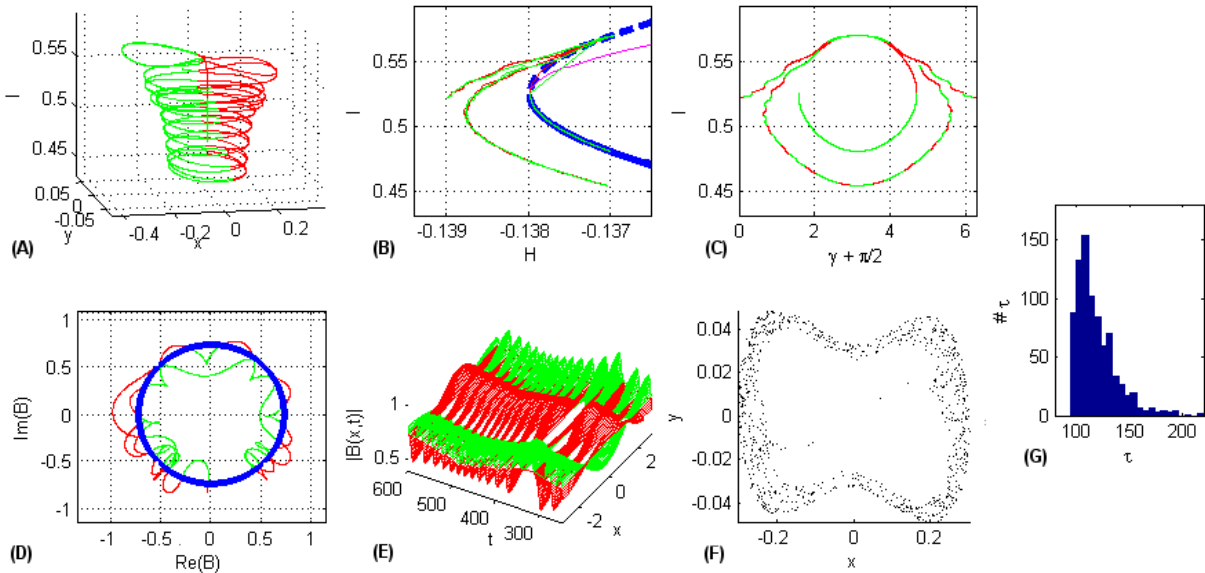 0.55
0.5
0.45
I
0.05
0
-0.05
y
-0.4
-0.2
0
0.2
x
(A)
0.55
0.5
0.45
I
-0.139
-0.138
-0.137
H
(B)
0.55
0.5
0.45
I
0
2
4
6
γ + π/2
(C)
1
0.5
0
-0.5
-1
Im(B)
-1
-0.5
0
0.5
1
Re(B)
(D)
|B(x,t)|
1
0.5
600
500
400
300
t
-2
0
2
x
(E)
0.04
0.02
0
-0.02
-0.04
y
-0.2
0
0.2
x
(F)
150
100
50
0
# τ
100
150
200
τ
(G)